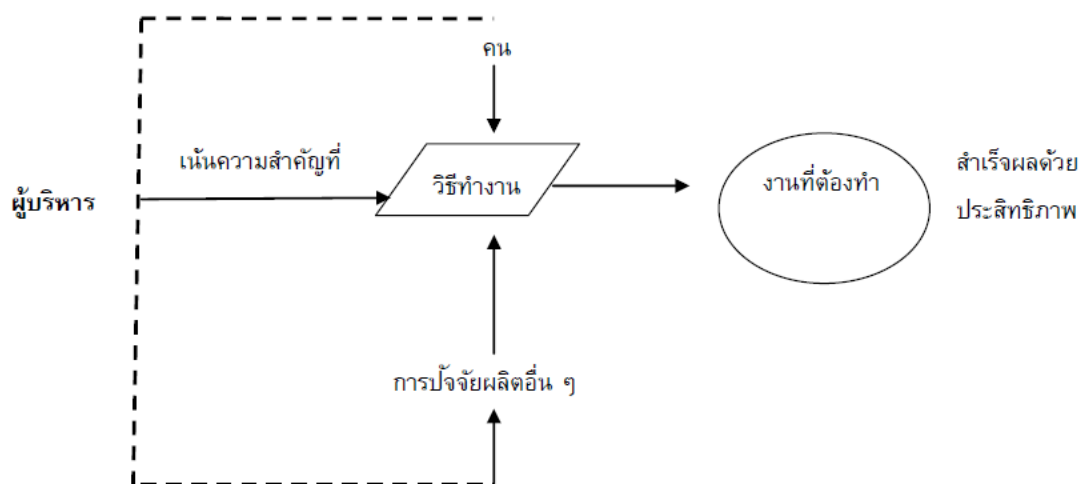 คน
เน้นความสำคัญที่
ผู้บริหาร
วิธีทำงาน
งานที่ต้องทำ
สำเร็จผลด้วย
ประสิทธิภาพ
การปัจจัยผลิตอื่น ๆ